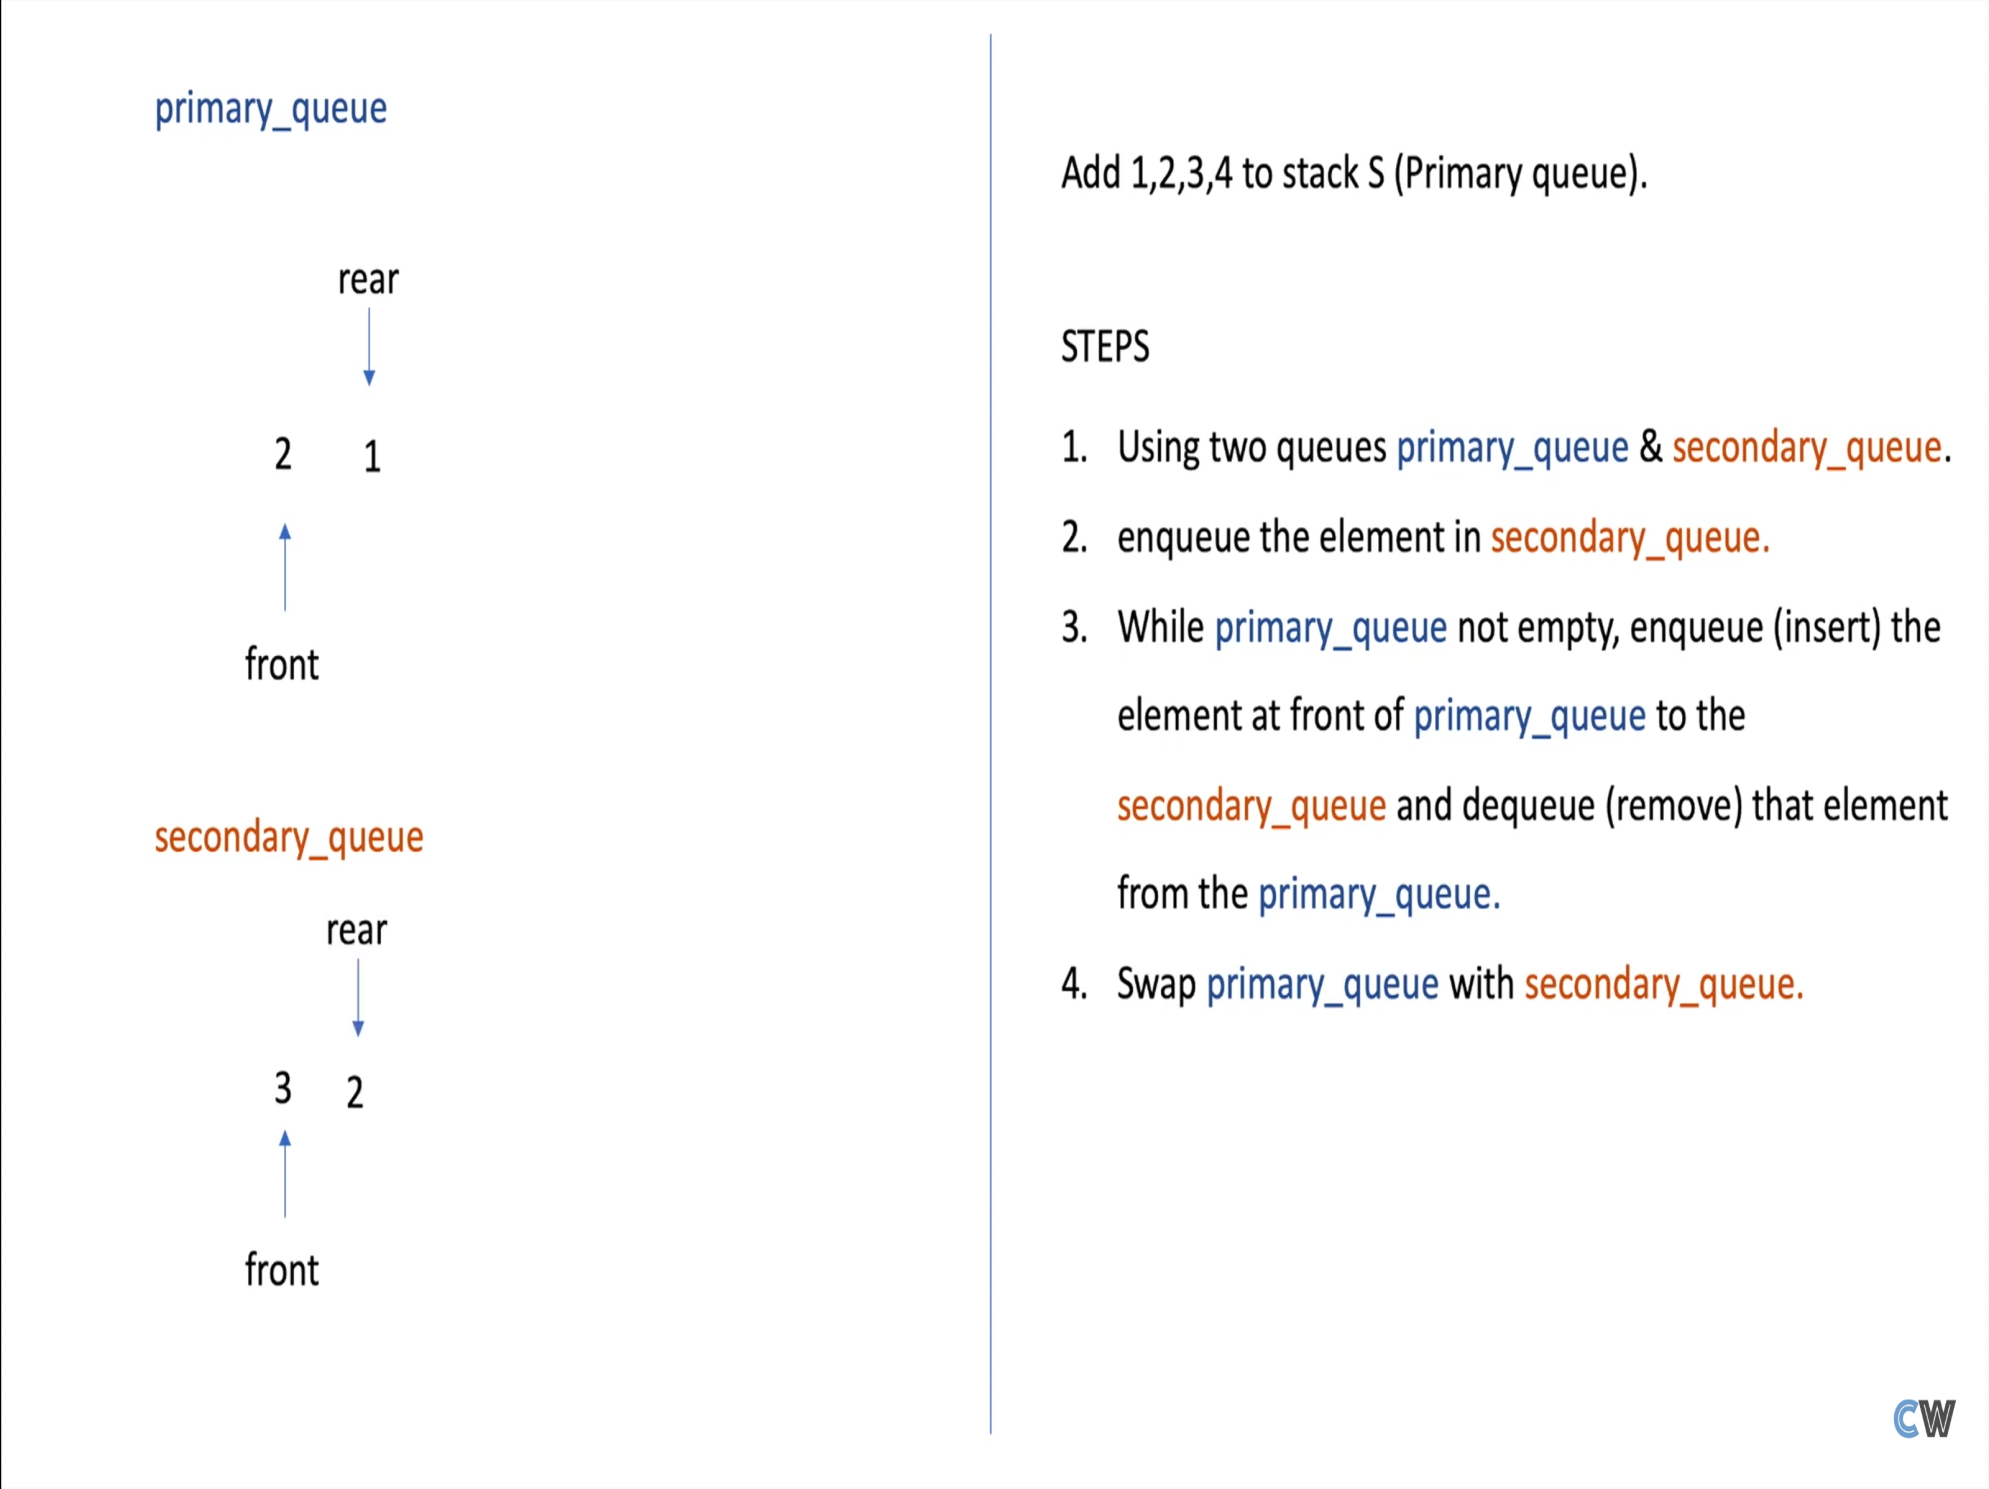 primary_queue
rear
2 1
front
secondary_queue
rear
3 2
front
Add 1,2,3,4 to stack S (Primary queue).
STEPS
1. Using two queues primary_queue & secondary_queue.
2. enqueue the element in secondary_queue.
3. While primary_queue not empty, enqueue (insert) the
element at front of primary_queue to the
secondary_queue and dequeue (remove) that element
from the primary_queue.
4. Swap primary_queue with secondary_queue.
CW